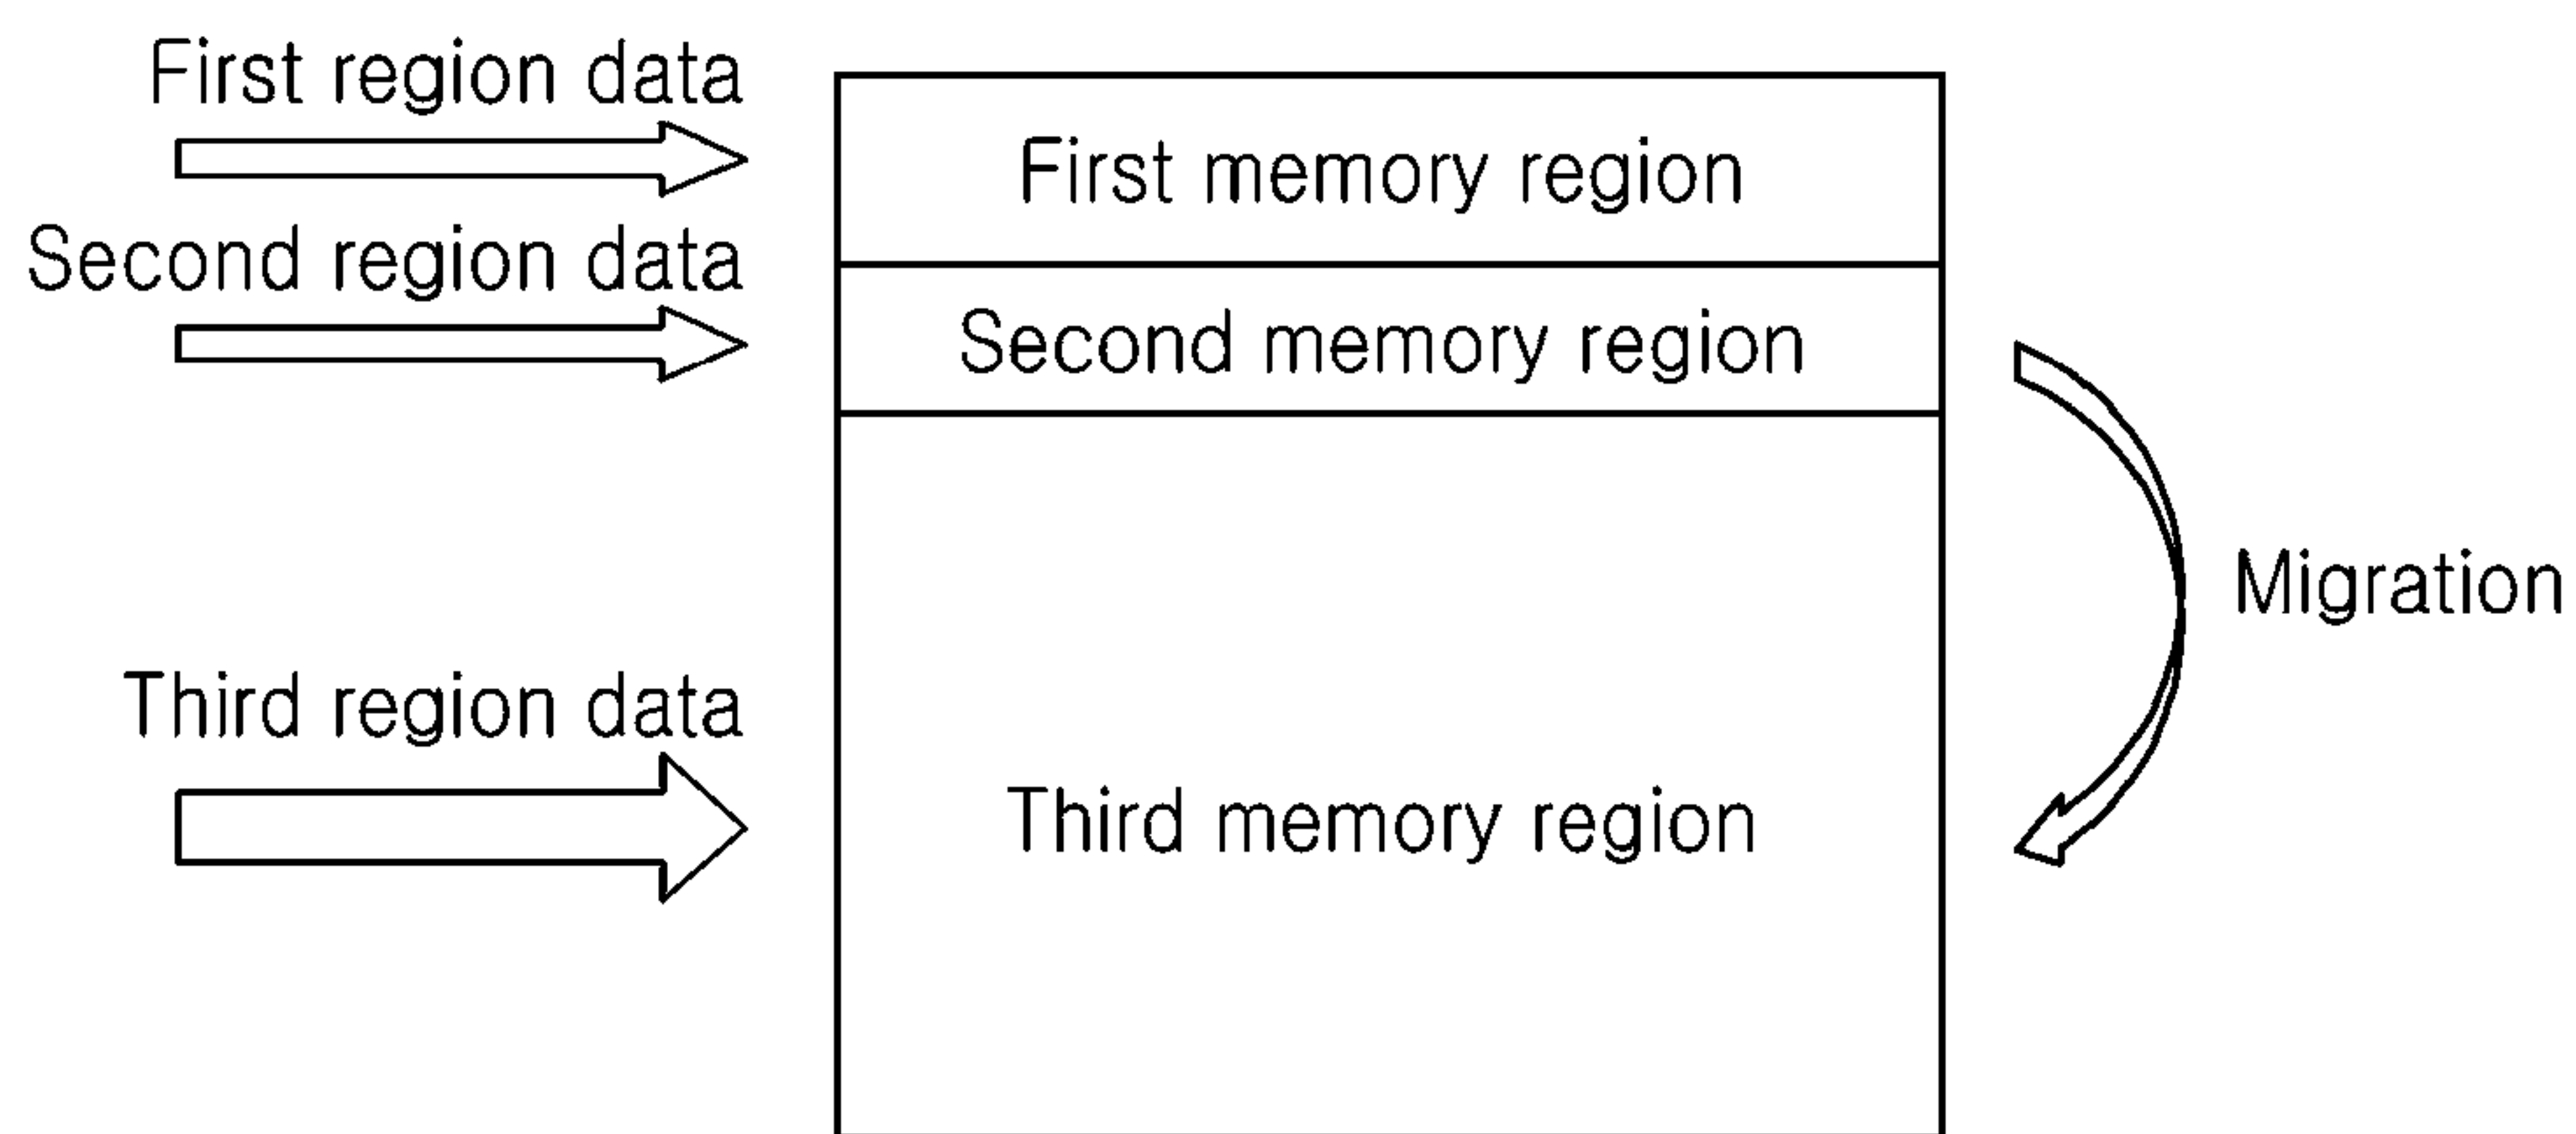 First region data
First memory region
Second region data
Second memory region
Migration
Third region data
Third memory region